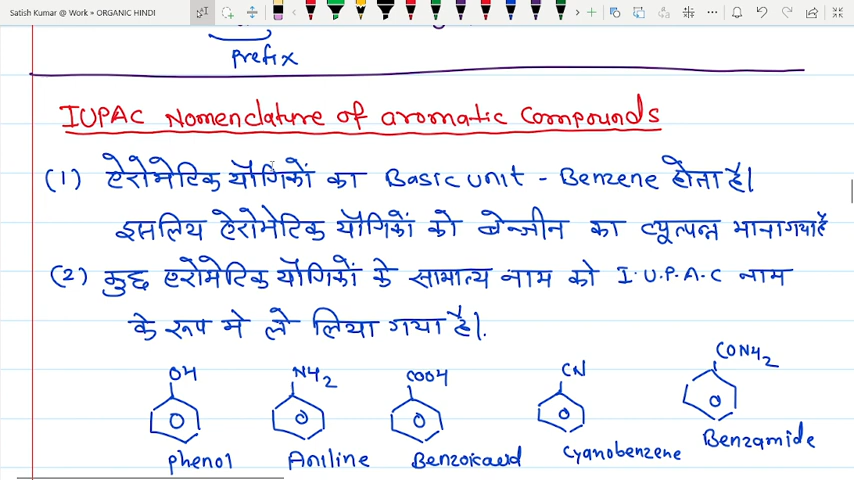 Satish Kumar @ Work » ORGANIC HINDI
Prefix
IUPAC Nomenclature of aromatic Compounds
(1) ऐरोमेटिक यौगिकों का Basic unit - Benzene होता है।
इसलिय ऐरोमेटिक यौगिकों को बेन्जीन का व्यूत्पन्न माना गया है
(2) कुछ एरोमेटिक यौगिकों के सामान्य नाम को I.U.P.A.C नाम
के रूप मे ले लिया गया है।.
OH NH2 COOH CN CONH2
Phenol Aniline Benzoicacid Cyanobenzene Benzamide